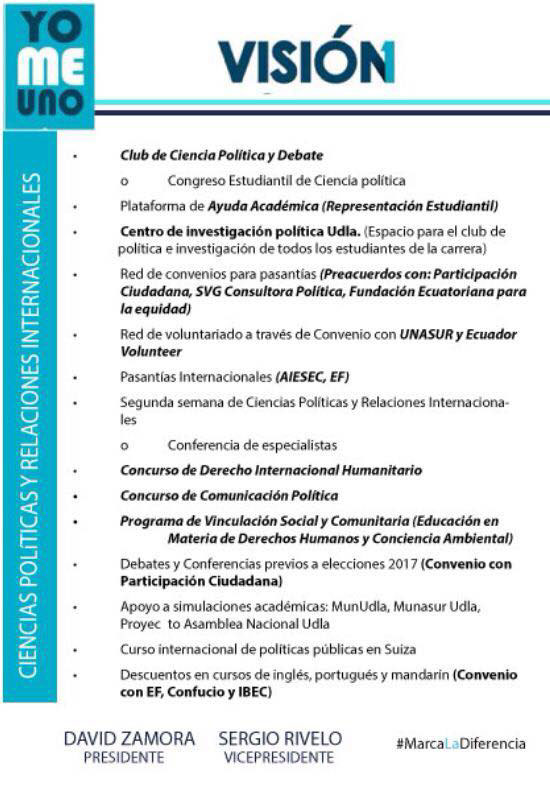 YO
ME
UNO
VISIÓN1
CIENCIAS POLÍTICAS Y RELACIONES INTERNACIONALES
• Club de Ciencia Política y Debate
o Congreso Estudiantil de Ciencia política
• Plataforma de Ayuda Académica (Representación Estudiantil)
• Centro de investigación política Udla. (Espacio para el club de
política e investigación de todos los estudiantes de la carrera)
• Red de convenios para pasantías (Preacuerdos con: Participación
Ciudadana, SVG Consultora Política, Fundación Ecuatoriana para
la equidad)
• Red de voluntariado a través de Convenio con UNASUR y Ecuador
Volunteer
• Pasantías Internacionales (AIESEC, EF)
• Segunda semana de Ciencias Políticas y Relaciones Internaciona-
les
o Conferencia de especialistas
• Concurso de Derecho Internacional Humanitario
• Concurso de Comunicación Política
• Programa de Vinculación Social y Comunitaria (Educación en
Materia de Derechos Humanos y Conciencia Ambiental)
• Debates y Conferencias previos a elecciones 2017 (Convenio con
Participación Ciudadana)
• Apoyo a simulaciones académicas: MunUdla, Munasur Udla,
Proyec to Asamblea Nacional Udla
• Curso internacional de políticas públicas en Suiza
• Descuentos en cursos de inglés, portugués y mandarín (Convenio
con EF, Confucio y IBEC)
DAVID ZAMORA
PRESIDENTE
SERGIO RIVELO
VICEPRESIDENTE
#MarcaLaDiferencia